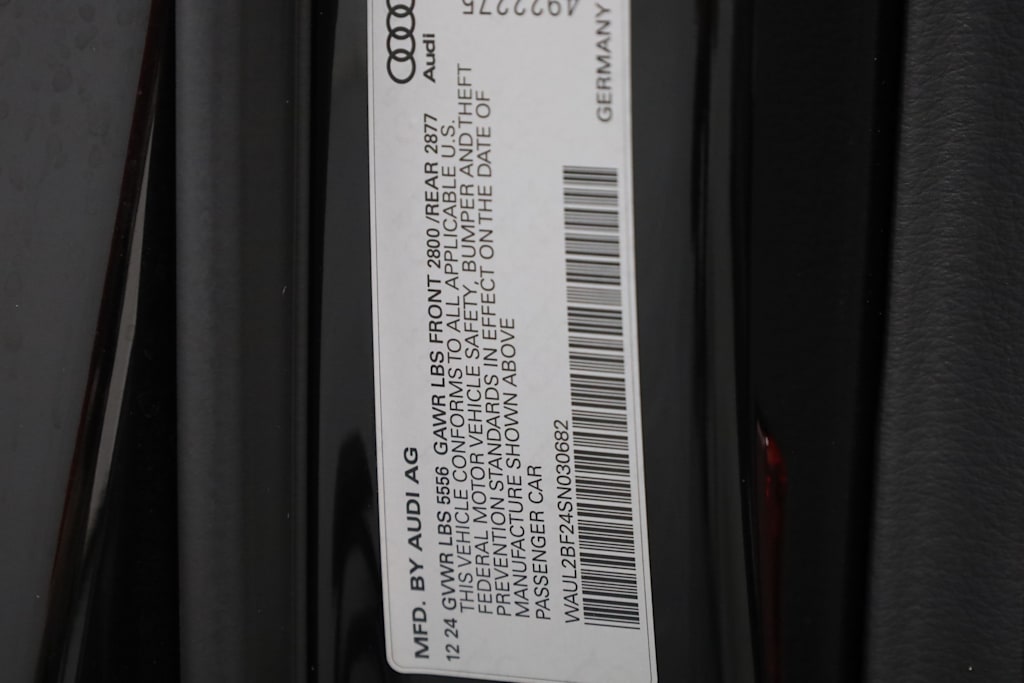 MFD. BY AUDI AG
Audi
12 24 GVWR LBS 5556 GAWR LBS FRONT 2800 /REAR 2877
THIS VEHICLE CONFORMS TO ALL APPLICABLE U.S.
FEDERAL MOTOR VEHICLE SAFETY, BUMPER AND THEFT
PREVENTION STANDARDS IN EFFECT ON THE DATE OF
MANUFACTURE SHOWN ABOVE
PASSENGER CAR
WAUL2BF24SN030682
GERMANY
4922275